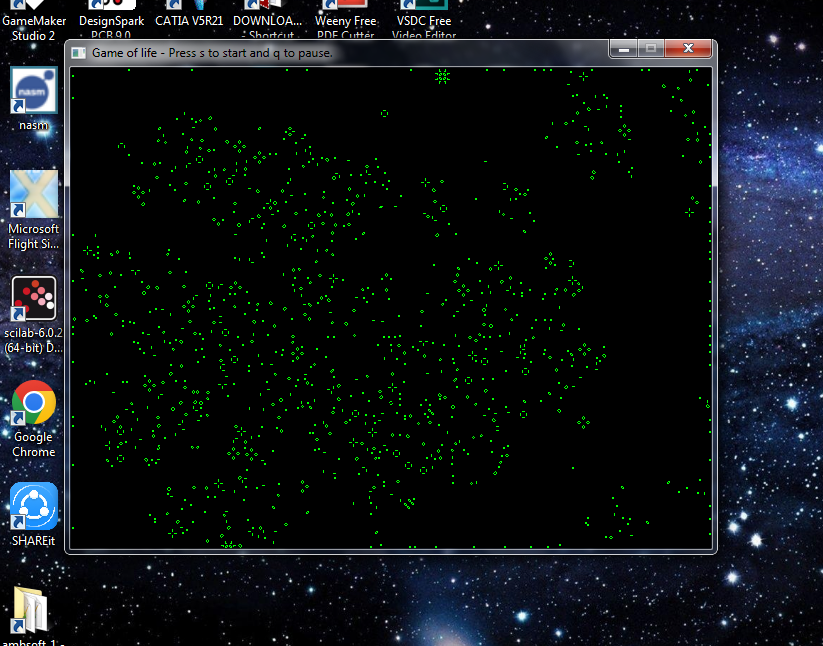 GameMaker
Studio 2
DesignSpark
PCB 9.0
CATIA V5R21
DOWNLOA...
- Shortcut
Weeny Free
PDF Cutter
VSDC Free
Video Editor
Game of life - Press s to start and q to pause.
nasm
nasm
Microsoft
Flight Si...
scilab-6.0.2
(64-bit) D...
Google
Chrome
SHAREit